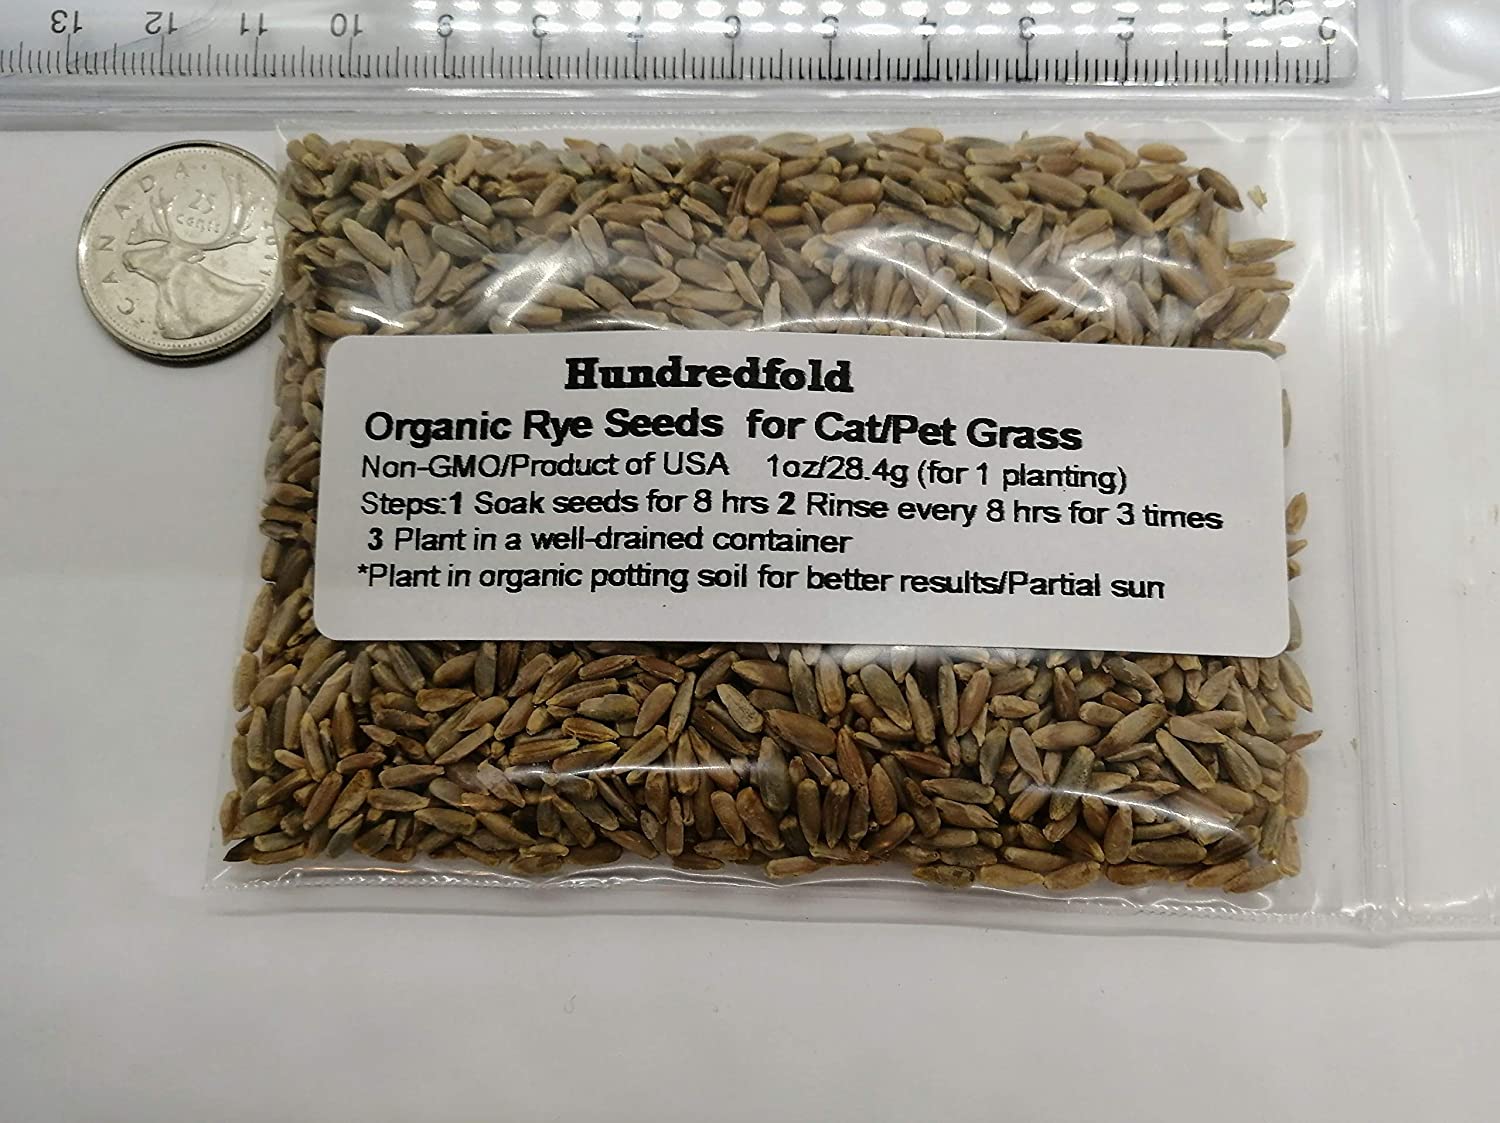 13 12 11 10 9 8 7 6 5 4 3 2 1 0
cm
CANADA
25
cents
Hundredfold
Organic Rye Seeds for Cat/Pet Grass
Non-GMO/Product of USA 1oz/28.4g (for 1 planting)
Steps:1 Soak seeds for 8 hrs 2 Rinse every 8 hrs for 3 times
3 Plant in a well-drained container
*Plant in organic potting soil for better results/Partial sun